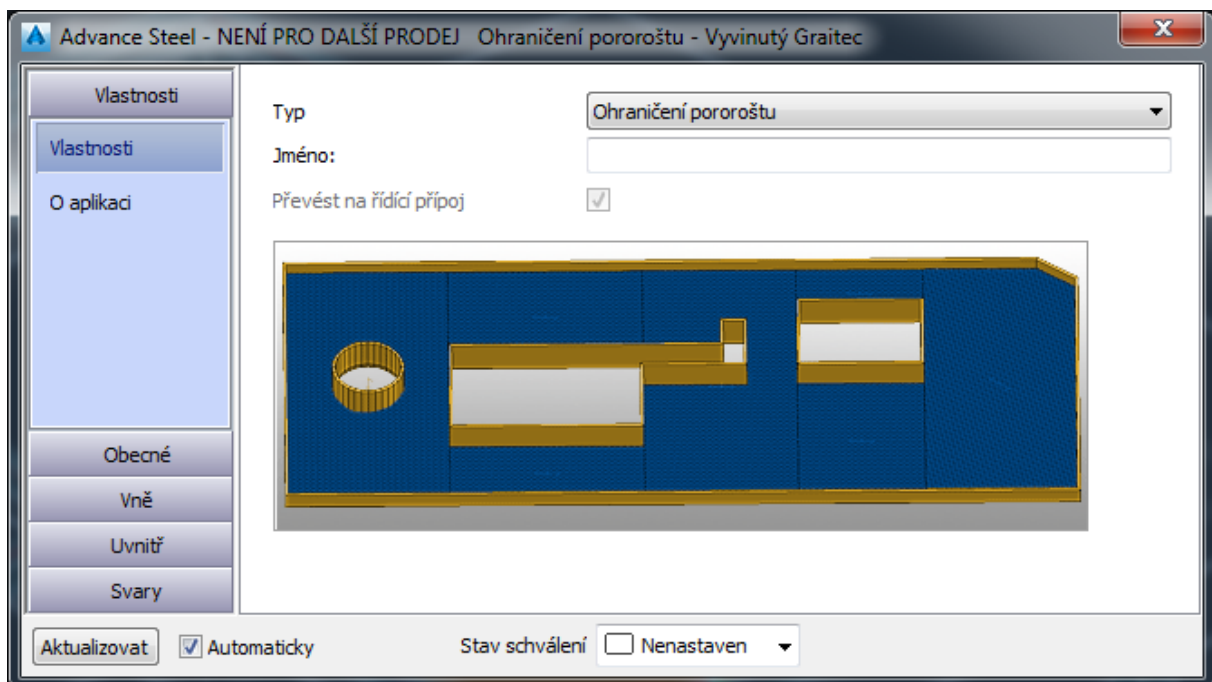 Advance Steel - NENÍ PRO DALŠÍ PRODEJ Ohraničení pororoštu - Vyvinutý Graitec
Vlastnosti
Vlastnosti
O aplikaci
Obecné
Vně
Uvnitř
Svary
Typ
Ohraničení pororoštu
Jméno:
Převést na řídící přípoj
Aktualizovat
Automaticky
Stav schválení
Nenastaven